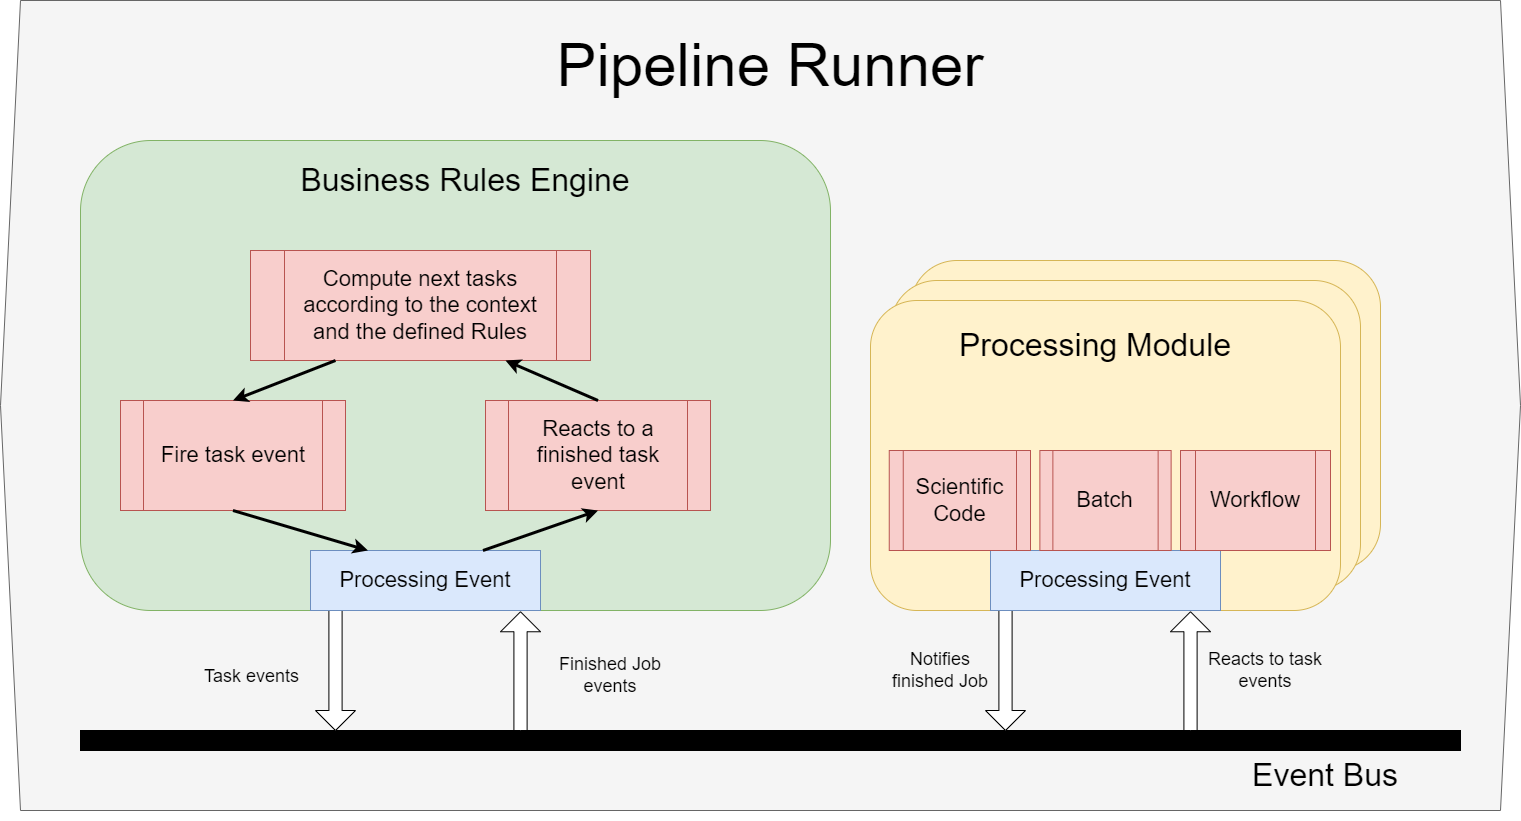 Pipeline Runner
Business Rules Engine
Compute next tasks
according to the context
and the defined Rules
Fire task event
Reacts to a
finished task
event
Processing Event
Task events
Finished Job
events
Processing Module
Scientific
Code
Batch
Workflow
Processing Event
Notifies
finished Job
Reacts to task
events
Event Bus